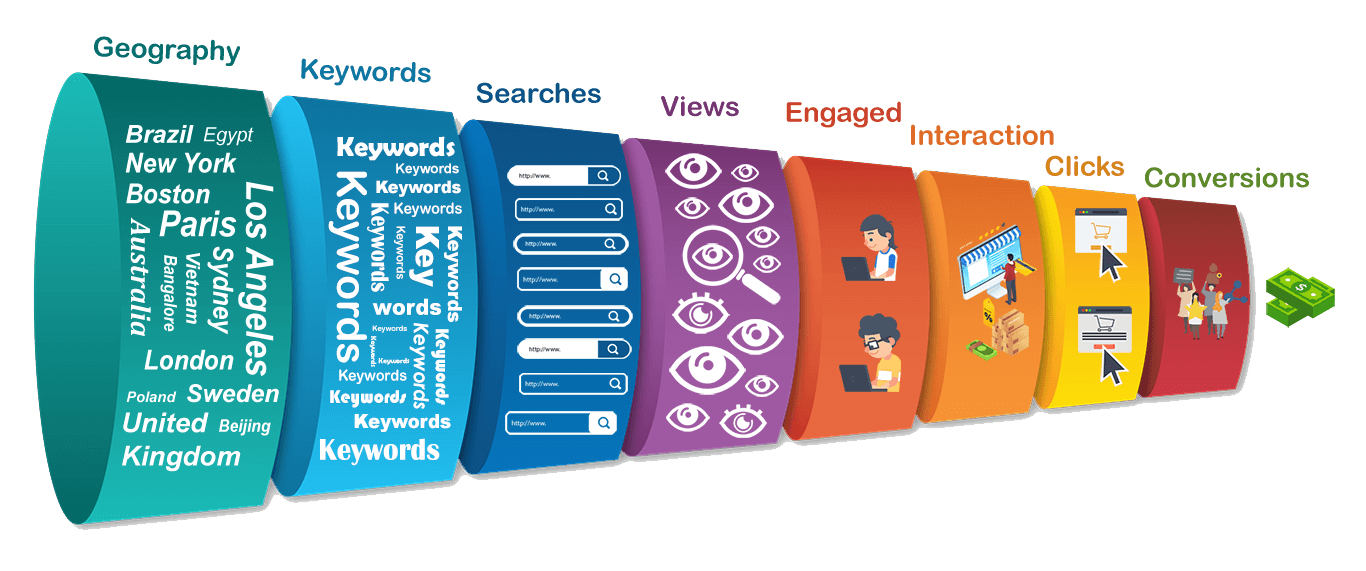 Geography
Keywords
Searches
Views
Engaged
Interaction
Clicks
Conversions
Brazil Egypt
New York
Boston
Los Angeles
Paris
Australia
Sydney
Vietnam
Bangalore
London
Poland Sweden
United Beijing
Kingdom
Keywords
Keywords
Keywords
Keywords
Keywords
Keywords
Keywords
Key
Keywords
words
Keywords
Keywords
Keywords
Keywords
Keywords
Keywords
Keywords
Keywords
Keywords
Keywords
http://www.
http://www.
http://www.
http://www.
http://www.
http://www.
http://www.
http://www.
%
$